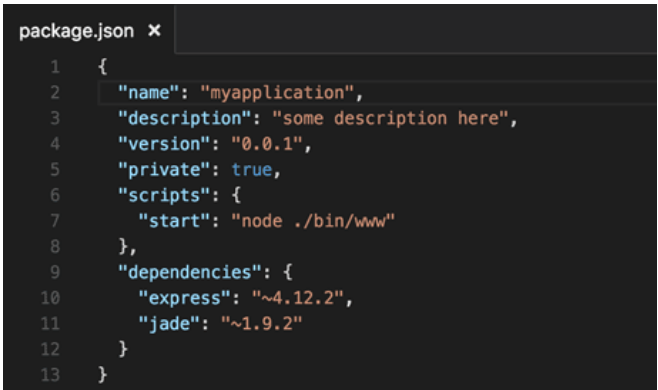 package.json ×
1 {
2 "name": "myapplication",
3 "description": "some description here",
4 "version": "0.0.1",
5 "private": true,
6 "scripts": {
7 "start": "node ./bin/www"
8 },
9 "dependencies": {
10 "express": "~4.12.2",
11 "jade": "~1.9.2"
12 }
13 }